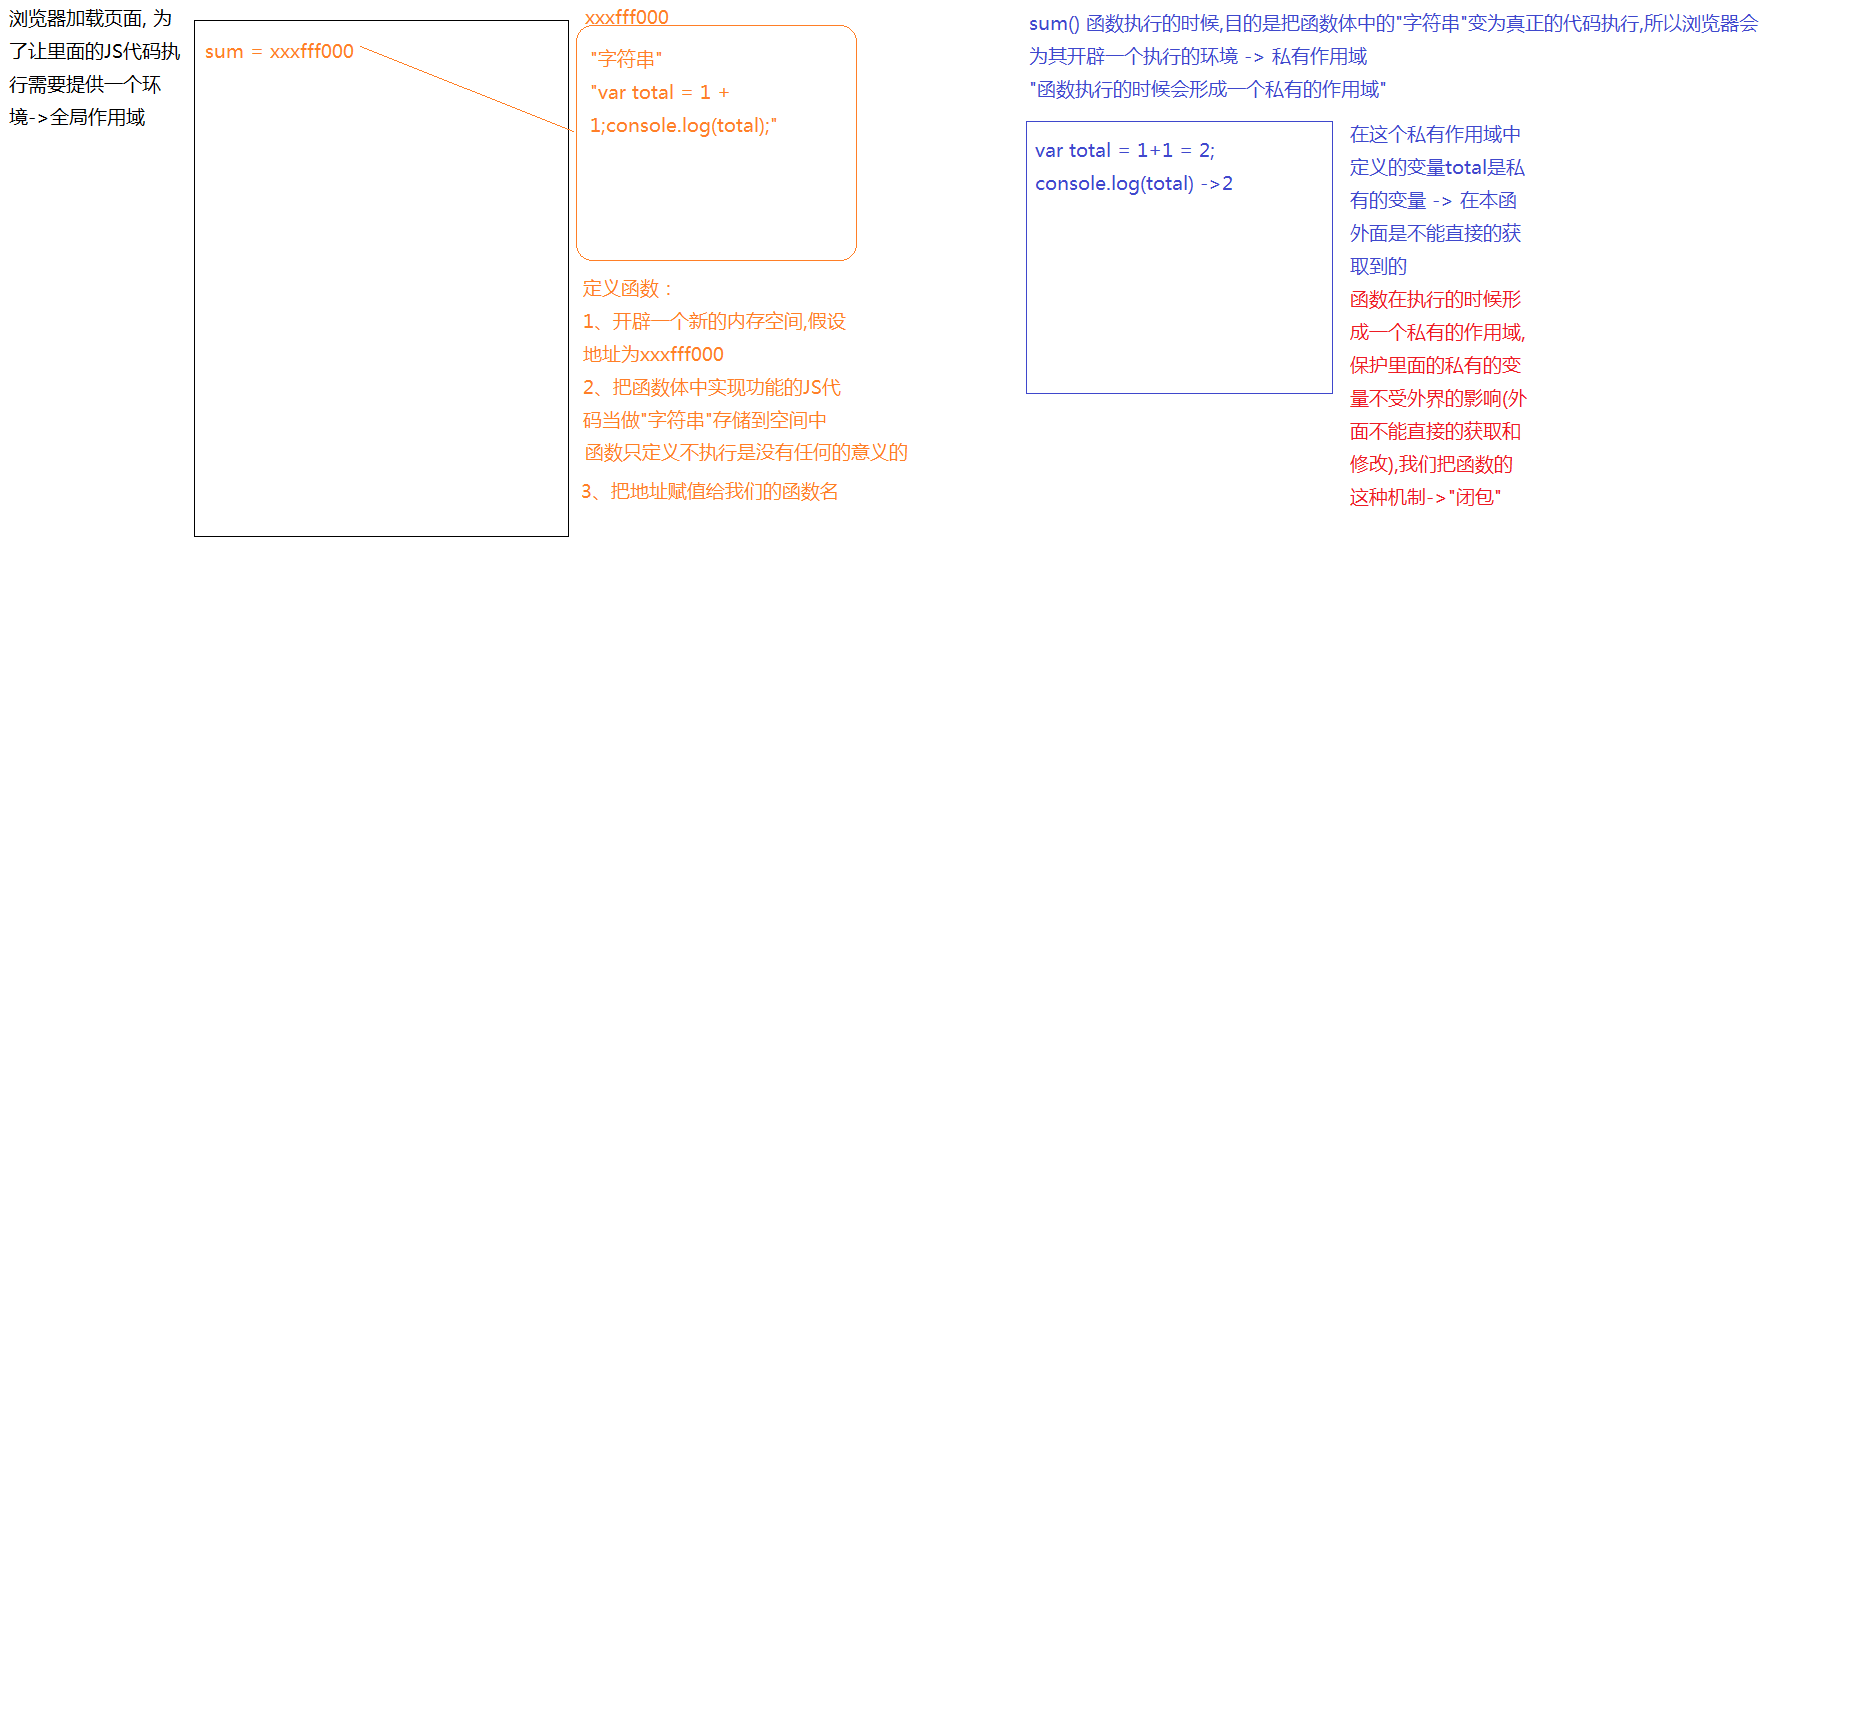 浏览器加载页面, 为
了让里面的JS代码执
行需要提供一个环
境->全局作用域
sum = xxxfff000
xxxfff000
"字符串"
"var total = 1 +
1;console.log(total);"
定义函数：
1、开辟一个新的内存空间,假设
地址为xxxfff000
2、把函数体中实现功能的JS代
码当做"字符串"存储到空间中
函数只定义不执行是没有任何的意义的
3、把地址赋值给我们的函数名
sum() 函数执行的时候,目的是把函数体中的"字符串"变为真正的代码执行,所以浏览器会
为其开辟一个执行的环境 -> 私有作用域
"函数执行的时候会形成一个私有的作用域"
var total = 1+1 = 2;
console.log(total) ->2
在这个私有作用域中
定义的变量total是私
有的变量 -> 在本函
外面是不能直接的获
取到的
函数在执行的时候形
成一个私有的作用域,
保护里面的私有的变
量不受外界的影响(外
面不能直接的获取和
修改),我们把函数的
这种机制->"闭包"